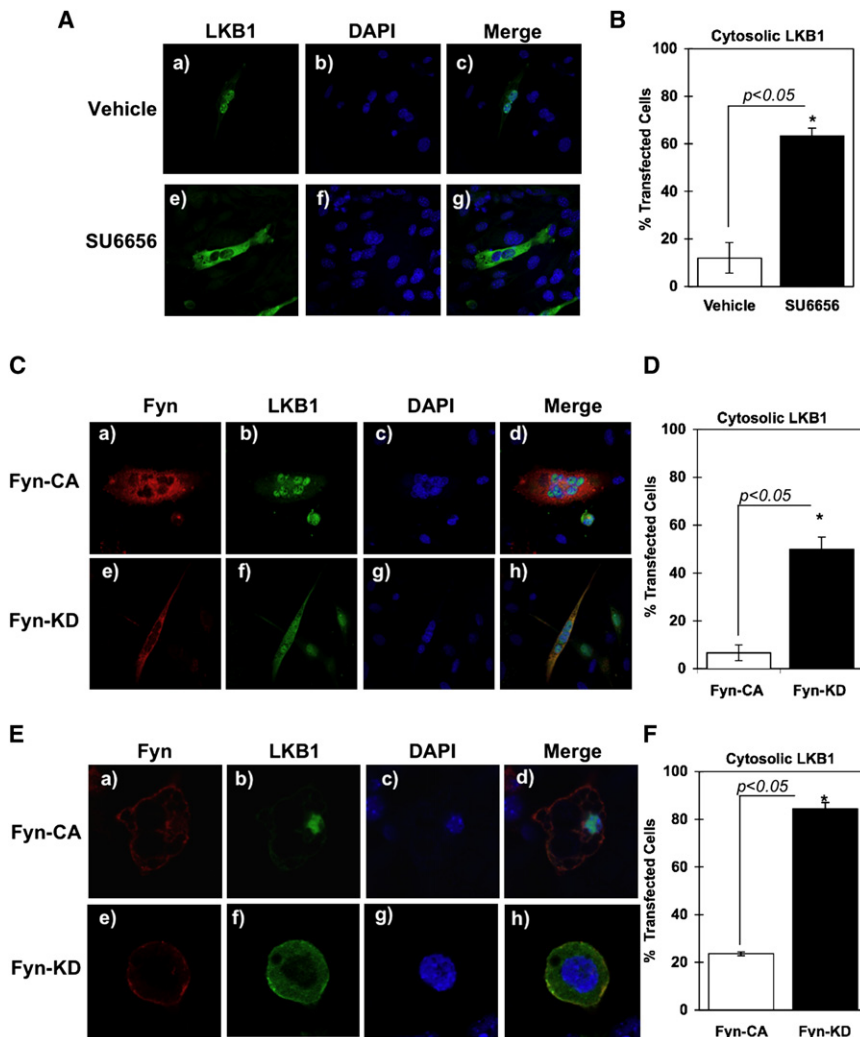 A
LKB1 DAPI Merge
Vehicle
a) b) c)
SU6656
e) f) g)
B
Cytosolic LKB1
% Transfected Cells
100
80
60
40
20
0
p<0.05
*
Vehicle SU6656
C
Fyn LKB1 DAPI Merge
Fyn-CA
a) b) c) d)
Fyn-KD
e) f) g) h)
D
Cytosolic LKB1
% Transfected Cells
100
80
60
40
20
0
p<0.05
*
Fyn-CA Fyn-KD
E
Fyn LKB1 DAPI Merge
Fyn-CA
a) b) c) d)
Fyn-KD
e) f) g) h)
F
Cytosolic LKB1
% Transfected Cells
100
80
60
40
20
0
p<0.05
*
Fyn-CA Fyn-KD